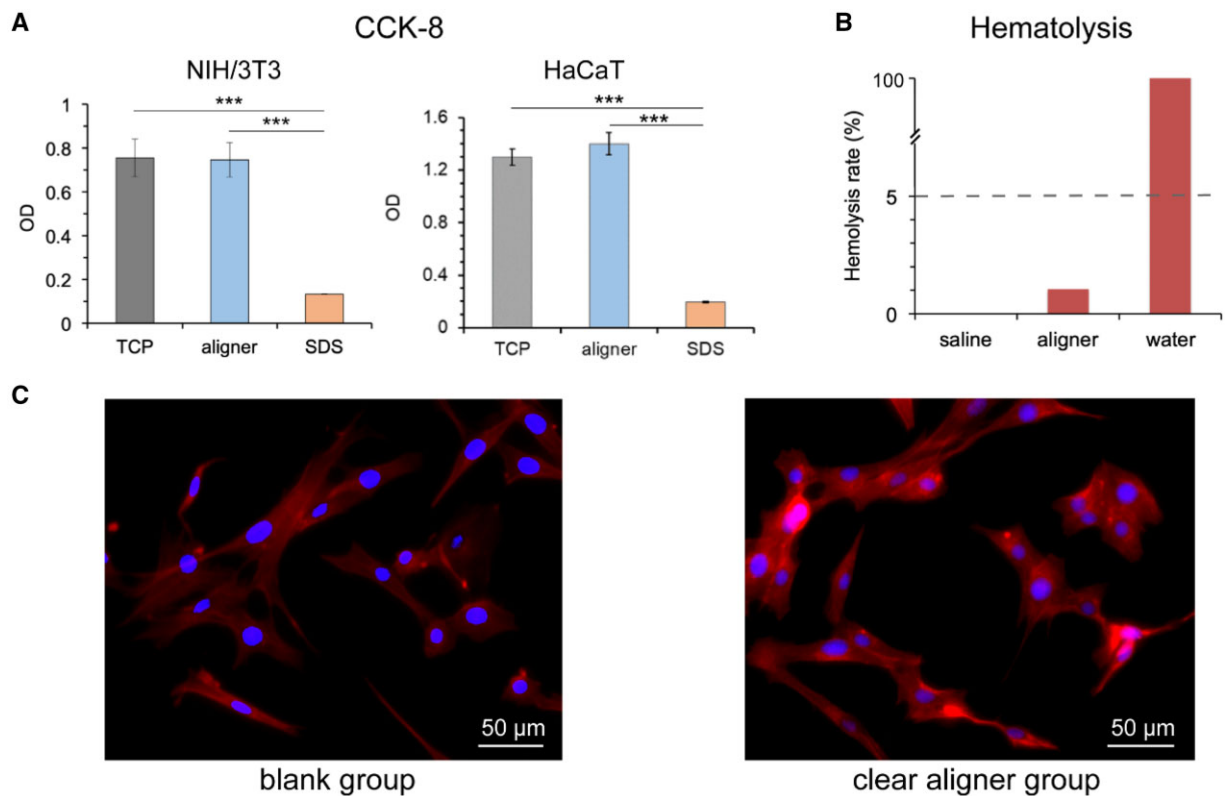 A
CCK-8
NIH/3T3
HaCaT
OD
1
0.8
0.6
0.4
0.2
0
***
***
TCP
aligner
SDS
OD
1.6
1.2
0.8
0.4
0
***
***
TCP
aligner
SDS
B
Hematolysis
Hemolysis rate (%)
100
5
0
saline
aligner
water
C
50 µm
blank group
50 µm
clear aligner group